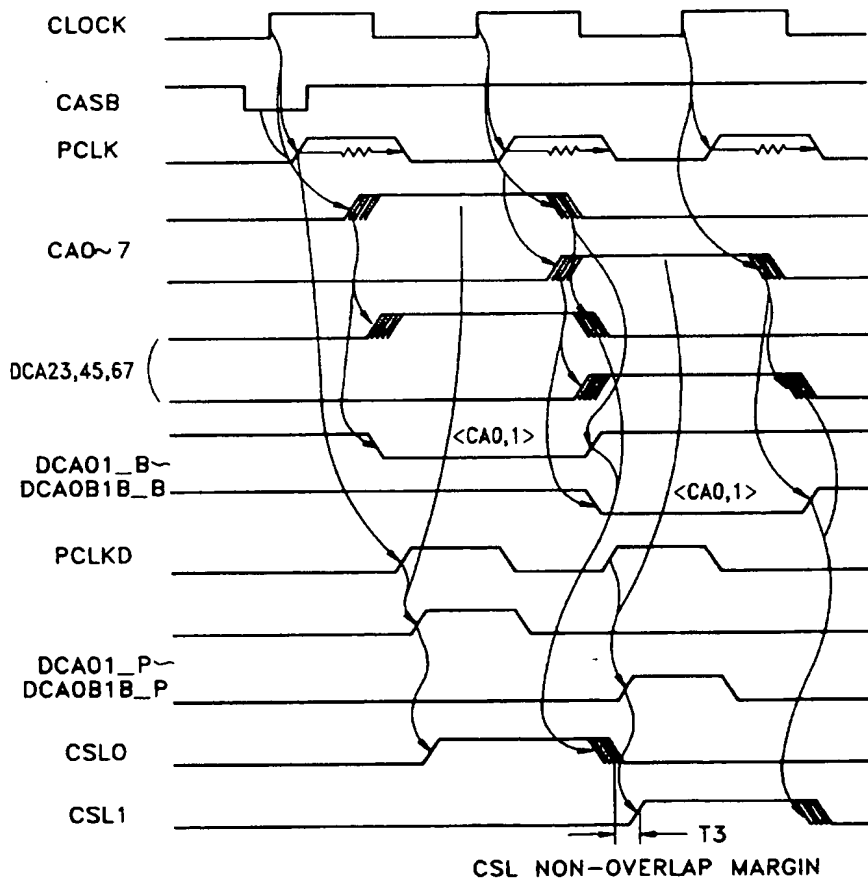 CLOCK
CASB
PCLK
CA0~7
DCA23,45,67
<CA0,1>
DCA01_B~
DCA0B1B_B
<CA0,1>
PCLKD
DCA01_P~
DCA0B1B_P
CSL0
CSL1
T3
CSL NON-OVERLAP MARGIN